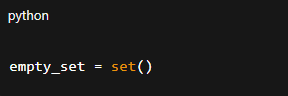 python
empty_set = set()